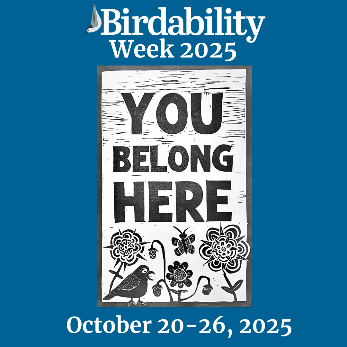 Birdability
Week 2025
YOU
BELONG
HERE
October 20-26, 2025